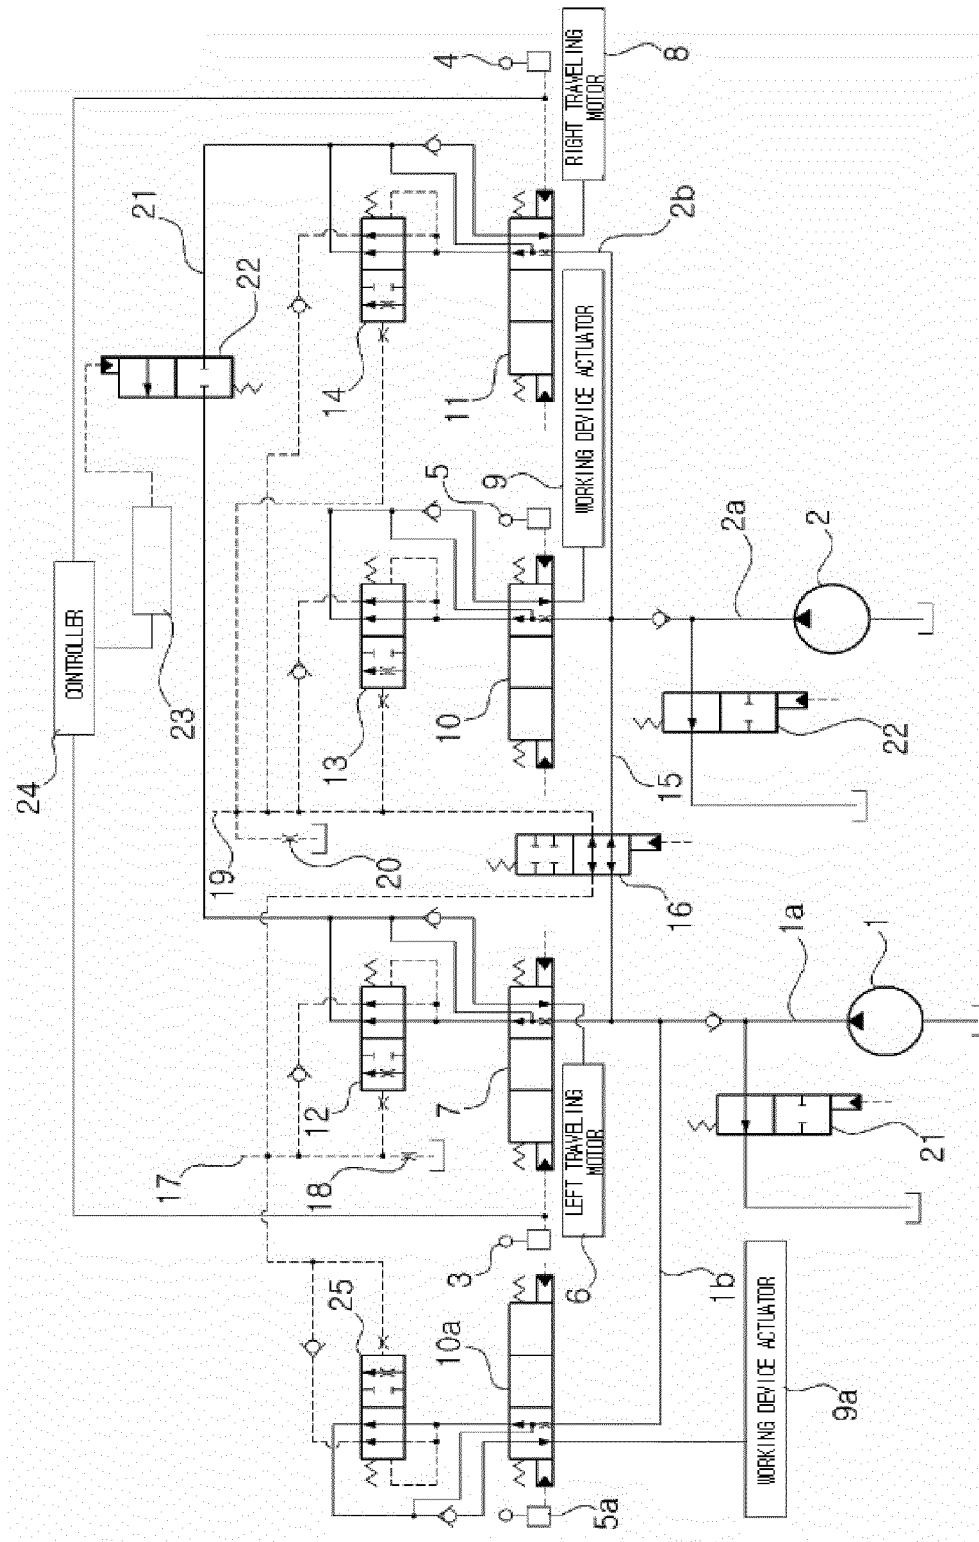 24
CONTROLLER
21
17
23
19
22
18
12
13
14
25
20
5
4
10a
7
10
11
3
9
LEFT TRAVELING
MOTOR
WORKING DEVICE ACTUATOR
RIGHT TRAVELING
MOTOR
6
5a
16
15
2b
8
1b
2a
WORKING DEVICE ACTUATOR
1a
2
9a
1
22
21